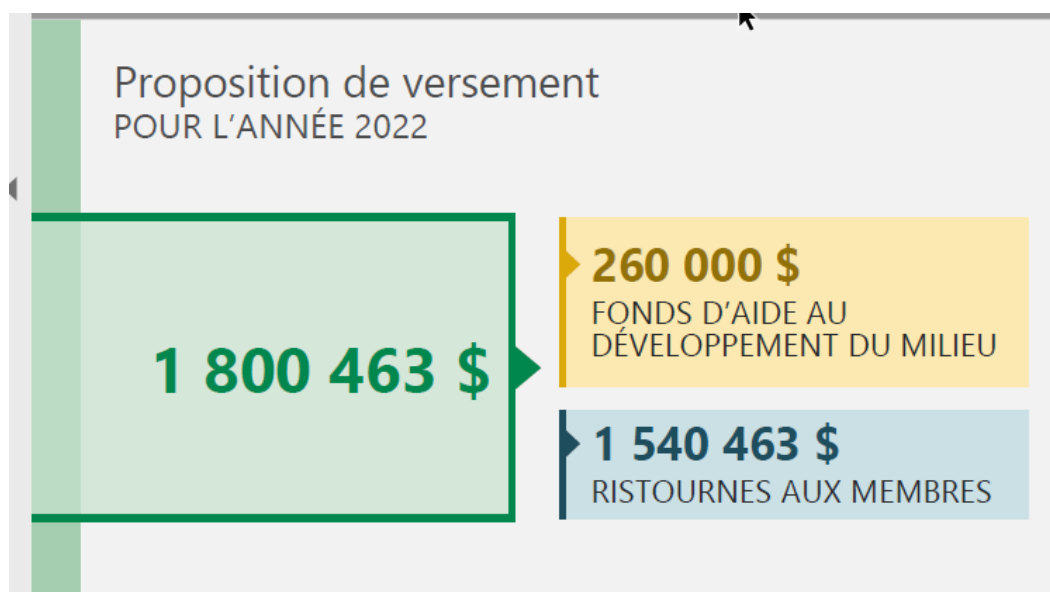 Proposition de versement
POUR L'ANNÉE 2022
1 800 463 $
260 000 $
FONDS D'AIDE AU
DÉVELOPPEMENT DU MILIEU
1 540 463 $
RISTOURNES AUX MEMBRES